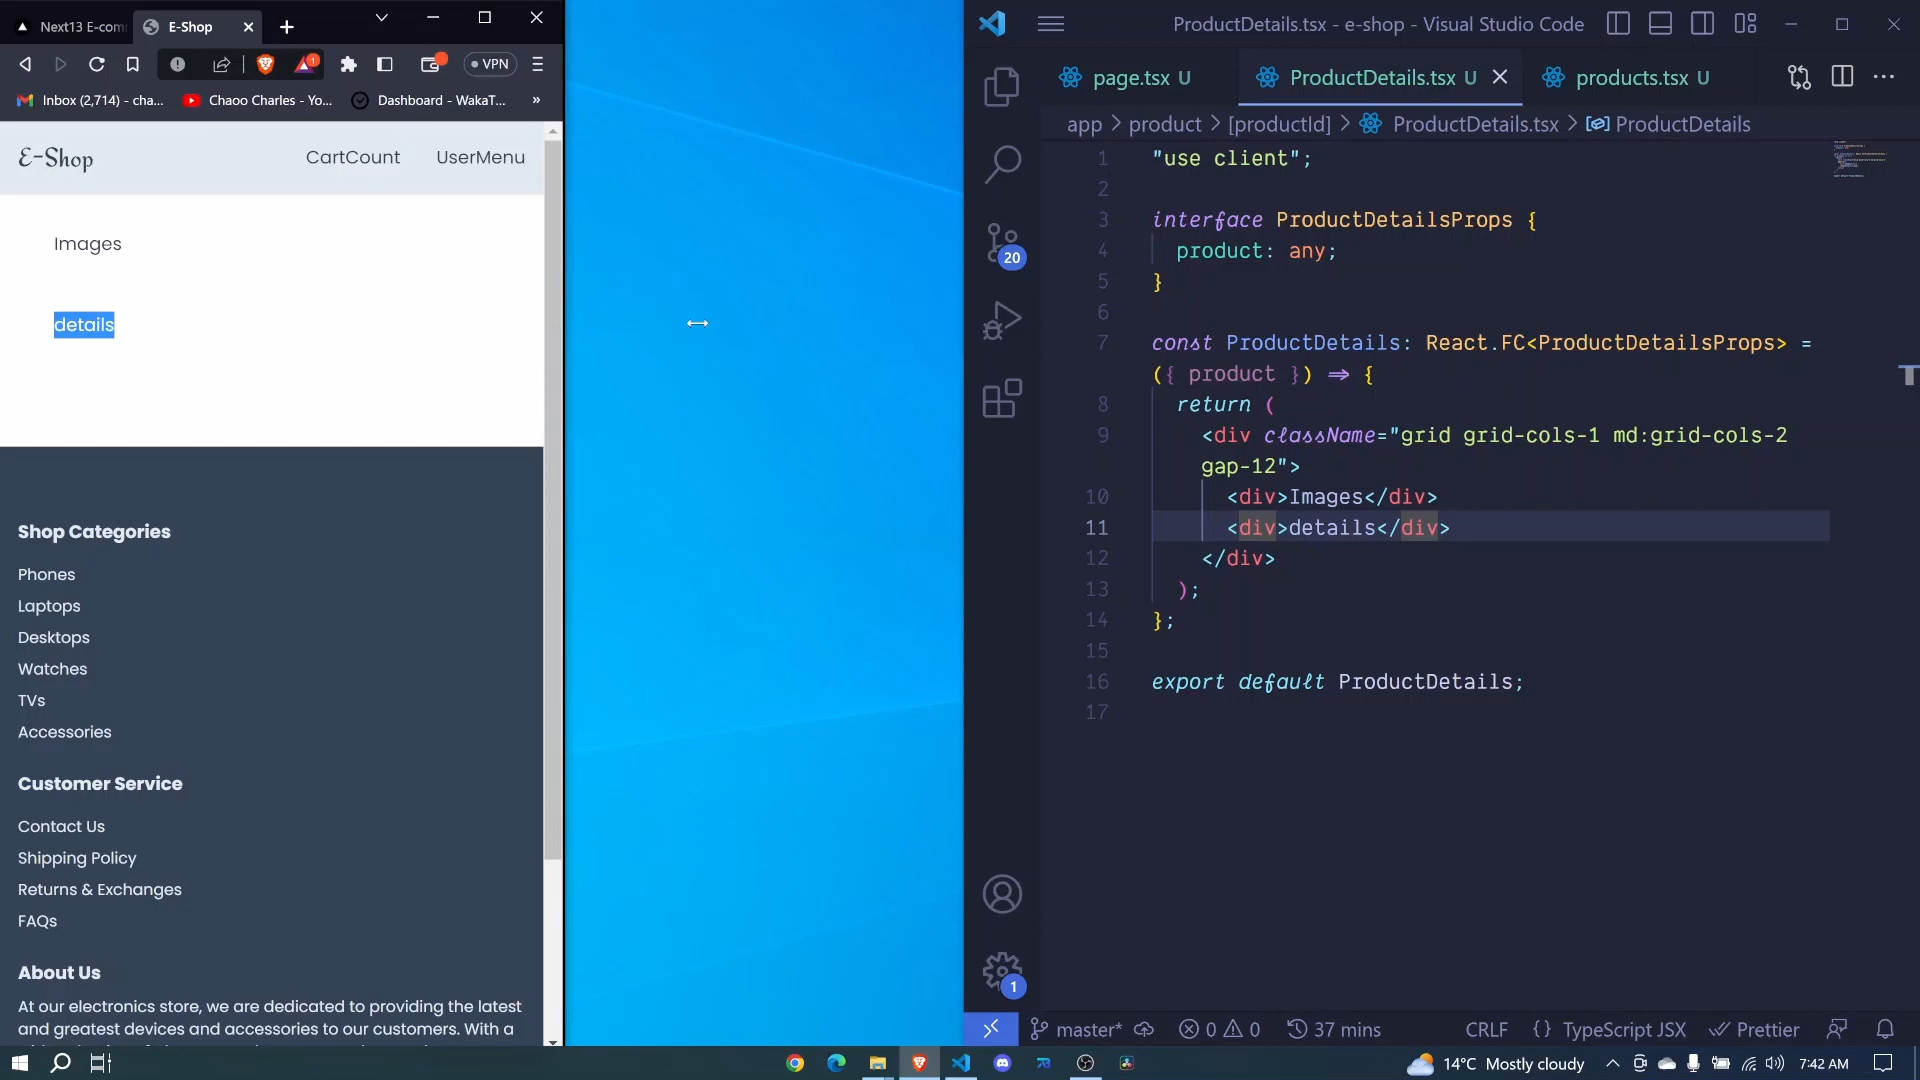 Next13 E-com
E-Shop
1
VPN
Inbox (2,714) - cha...
Chaoo Charles - Yo...
Dashboard - WakaT...
»
E-Shop
CartCount
UserMenu
Images
details
Shop Categories
Phones
Laptops
Desktops
Watches
TVs
Accessories
Customer Service
Contact Us
Shipping Policy
Returns & Exchanges
FAQs
About Us
At our electronics store, we are dedicated to providing the latest
and greatest devices and accessories to our customers. With a
ProductDetails.tsx - e-shop - Visual Studio Code
page.tsx U
ProductDetails.tsx U
products.tsx U
app > product > [productId] > ProductDetails.tsx > ProductDetails
20
1
1 "use client";
2
3 interface ProductDetailsProps {
4 product: any;
5 }
6
7 const ProductDetails: React.FC<ProductDetailsProps> =
({ product }) => {
8 return (
9 <div className="grid grid-cols-1 md:grid-cols-2
gap-12">
10 <div>Images</div>
11 <div>details</div>
12 </div>
13 );
14 };
15
16 export default ProductDetails;
17
master*
0
0
37 mins
CRLF
{ } TypeScript JSX
Prettier
14°C Mostly cloudy
7:42 AM